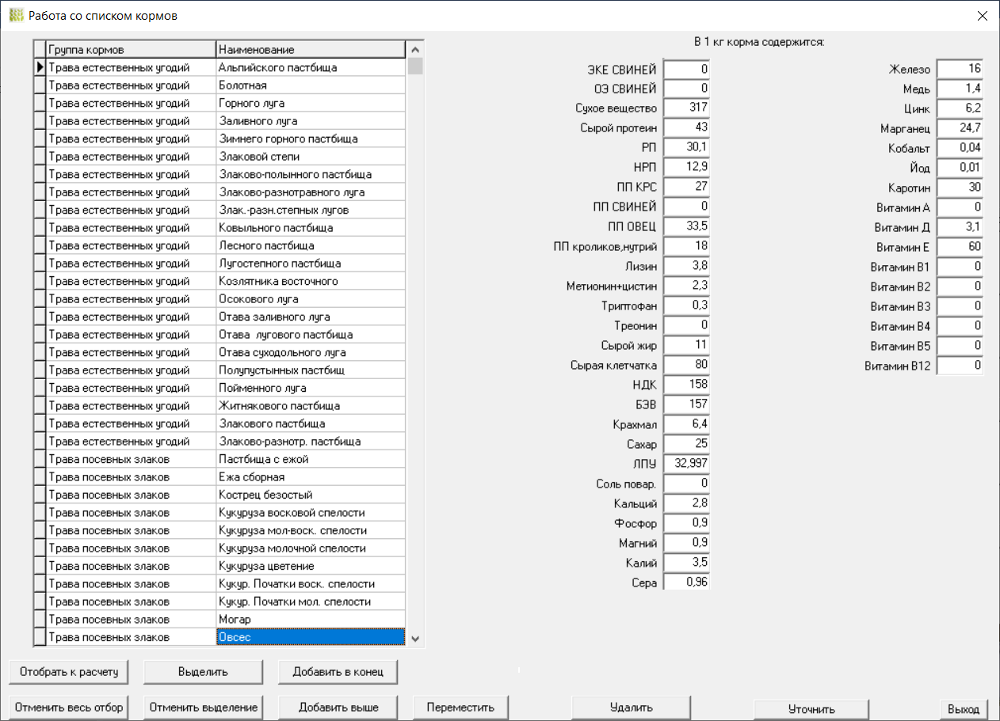 Работа со списком кормов
Группа кормов Наименование
Трава естественных угодий Альпийского пастбища
Трава естественных угодий Болотная
Трава естественных угодий Горного луга
Трава естественных угодий Заливного луга
Трава естественных угодий Зимнего горного пастбища
Трава естественных угодий Злаковой степи
Трава естественных угодий Злаково-полынного пастбища
Трава естественных угодий Злаково-разнотравного луга
Трава естественных угодий Злак.-разн.степных лугов
Трава естественных угодий Ковыльного пастбища
Трава естественных угодий Лесного пастбища
Трава естественных угодий Лугостепного пастбища
Трава естественных угодий Козлятника восточного
Трава естественных угодий Осокового луга
Трава естественных угодий Отава заливного луга
Трава естественных угодий Отава лугового пастбища
Трава естественных угодий Отава суходольного луга
Трава естественных угодий Полупустынных пастбищ
Трава естественных угодий Пойменного луга
Трава естественных угодий Житнякового пастбища
Трава естественных угодий Злакового пастбища
Трава естественных угодий Злаково-разнотр. пастбища
Трава посевных злаков Пастбища с ежой
Трава посевных злаков Ежа сборная
Трава посевных злаков Кострец безостый
Трава посевных злаков Кукуруза восковой спелости
Трава посевных злаков Кукуруза мол-воск. спелости
Трава посевных злаков Кукуруза молочной спелости
Трава посевных злаков Кукуруза цветение
Трава посевных злаков Кукур. Початки воск. спелости
Трава посевных злаков Кукур. Початки мол. спелости
Трава посевных злаков Могар
Трава посевных злаков Овсес
В 1 кг корма содержится:
ЭКЕ СВИНЕЙ 0
ОЭ СВИНЕЙ 0
Сухое вещество 317
Сырой протеин 43
РП 30,1
НРП 12,9
ПП КРС 27
ПП СВИНЕЙ 0
ПП ОВЕЦ 33,5
ПП кроликов,нутрий 18
Лизин 3,8
Метионин+цистин 2,3
Триптофан 0,3
Треонин 0
Сырой жир 11
Сырая клетчатка 80
НДК 158
БЭВ 157
Крахмал 6,4
Сахар 25
ЛПУ 32,997
Соль повар. 0
Кальций 2,8
Фосфор 0,9
Магний 0,9
Калий 3,5
Сера 0,96
Железо 16
Медь 1,4
Цинк 6,2
Марганец 24,7
Кобальт 0,04
Йод 0,01
Каротин 30
Витамин А 0
Витамин Д 3,1
Витамин Е 60
Витамин В1 0
Витамин В2 0
Витамин В3 0
Витамин В4 0
Витамин В5 0
Витамин В12 0
Отобрать к расчету Выделить Добавить в конец
Отменить весь отбор Отменить выделение Добавить выше Переместить Удалить Уточнить Выход